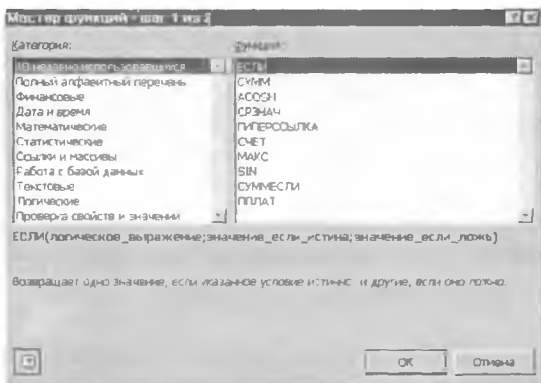 Мастер функций - шаг 1 из 2
Категория:
Функция:
10 недавно использовавшихся
Полный алфавитный перечень
Финансовые
Дата и время
Математические
Статистические
Ссылки и массивы
Работа с базой данных
Текстовые
Логические
Проверка свойств и значений
ЕСЛИ
СУММ
ACOSH
СРЗНАЧ
ГИПЕРССЫЛКА
СЧЕТ
МАКС
SIN
СУММЕСЛИ
ППЛАТ
ЕСЛИ(логическое_выражение;значение_если_истина;значение_если_ложь)
Возвращает одно значение, если указанное условие истинно и другие, если оно ложно.
ОК
Отмена